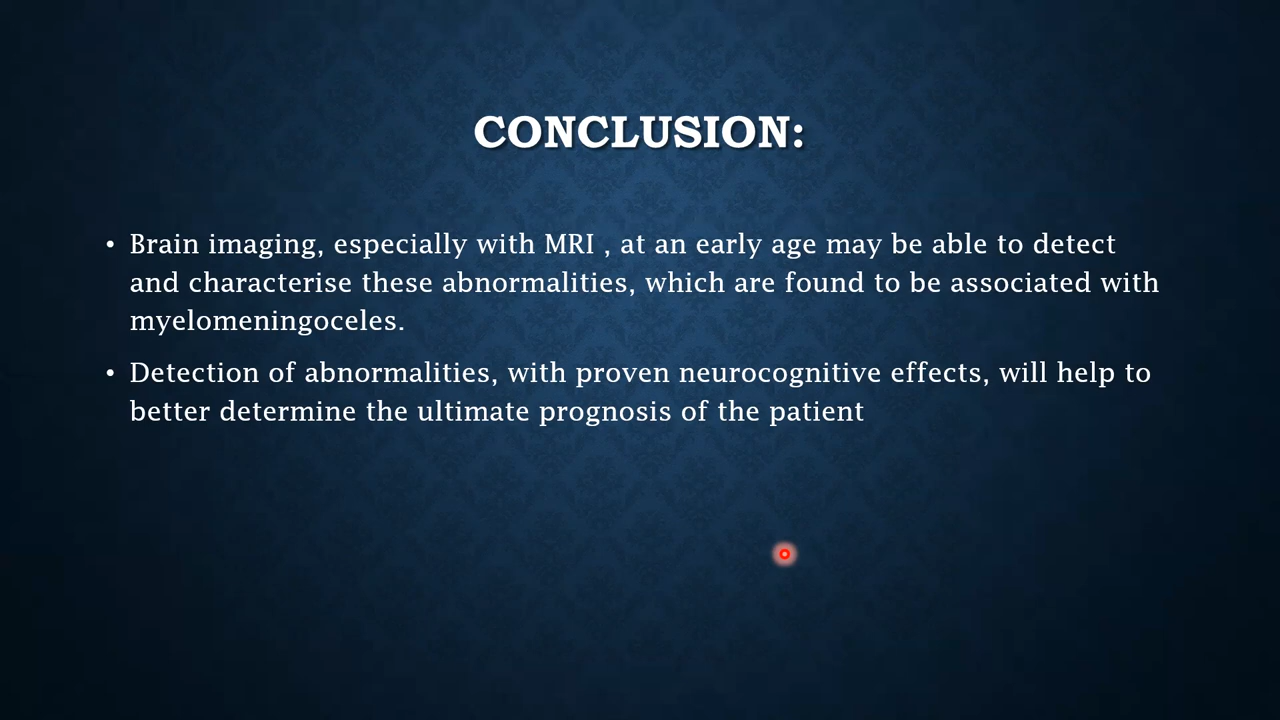 CONCLUSION:
• Brain imaging, especially with MRI , at an early age may be able to detect
and characterise these abnormalities, which are found to be associated with
myelomeningoceles.
• Detection of abnormalities, with proven neurocognitive effects, will help to
better determine the ultimate prognosis of the patient